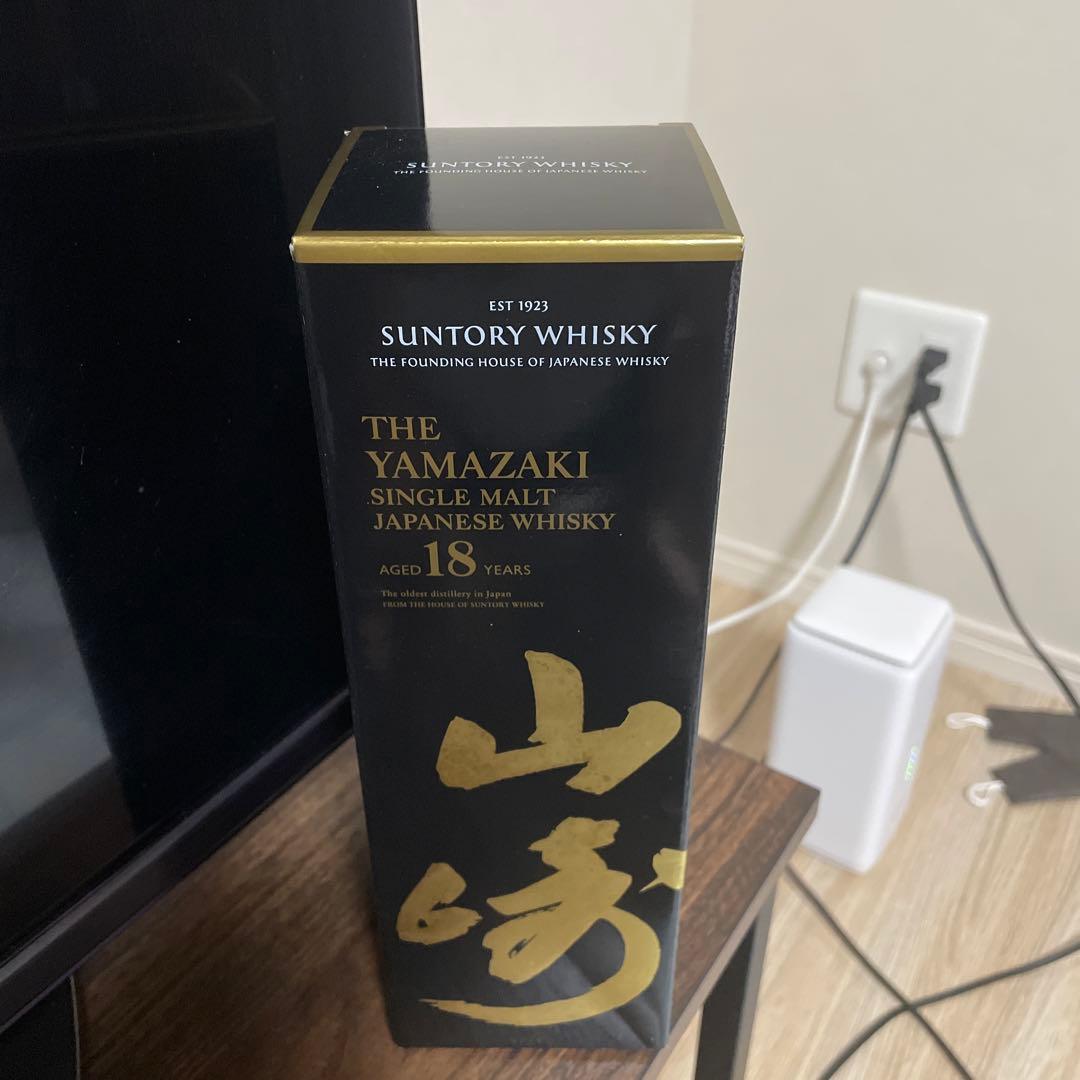 EST 1923
SUNTORY WHISKY
THE FOUNDING HOUSE OF JAPANESE WHISKY
EST 1923
SUNTORY WHISKY
THE FOUNDING HOUSE OF JAPANESE WHISKY
THE
YAMAZAKI
SINGLE MALT
JAPANESE WHISKY
AGED 18 YEARS
The oldest distillery in Japan
FROM THE HOUSE OF SUNTORY WHISKY
山
崎